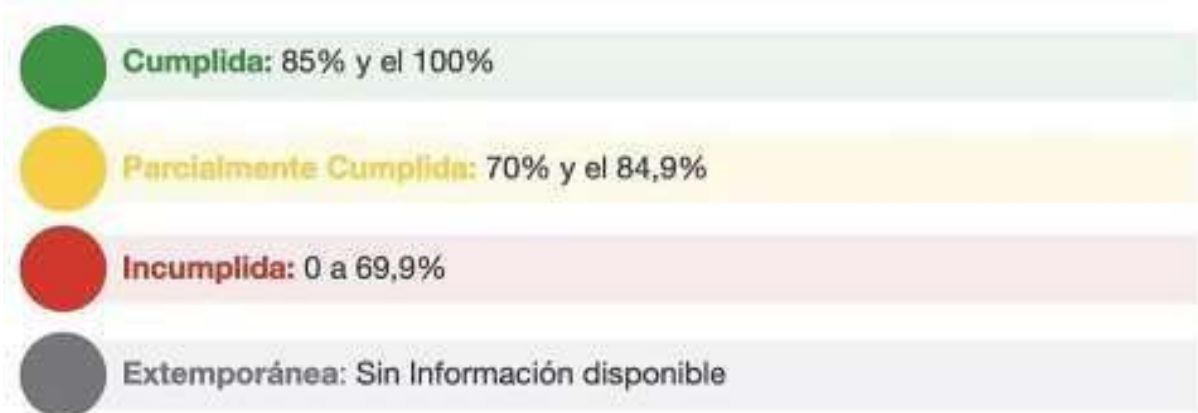 Cumplida: 85% y el 100%
Parcialmente Cumplida: 70% y el 84,9%
Incumplida: 0 a 69,9%
Extemporánea: Sin Información disponible